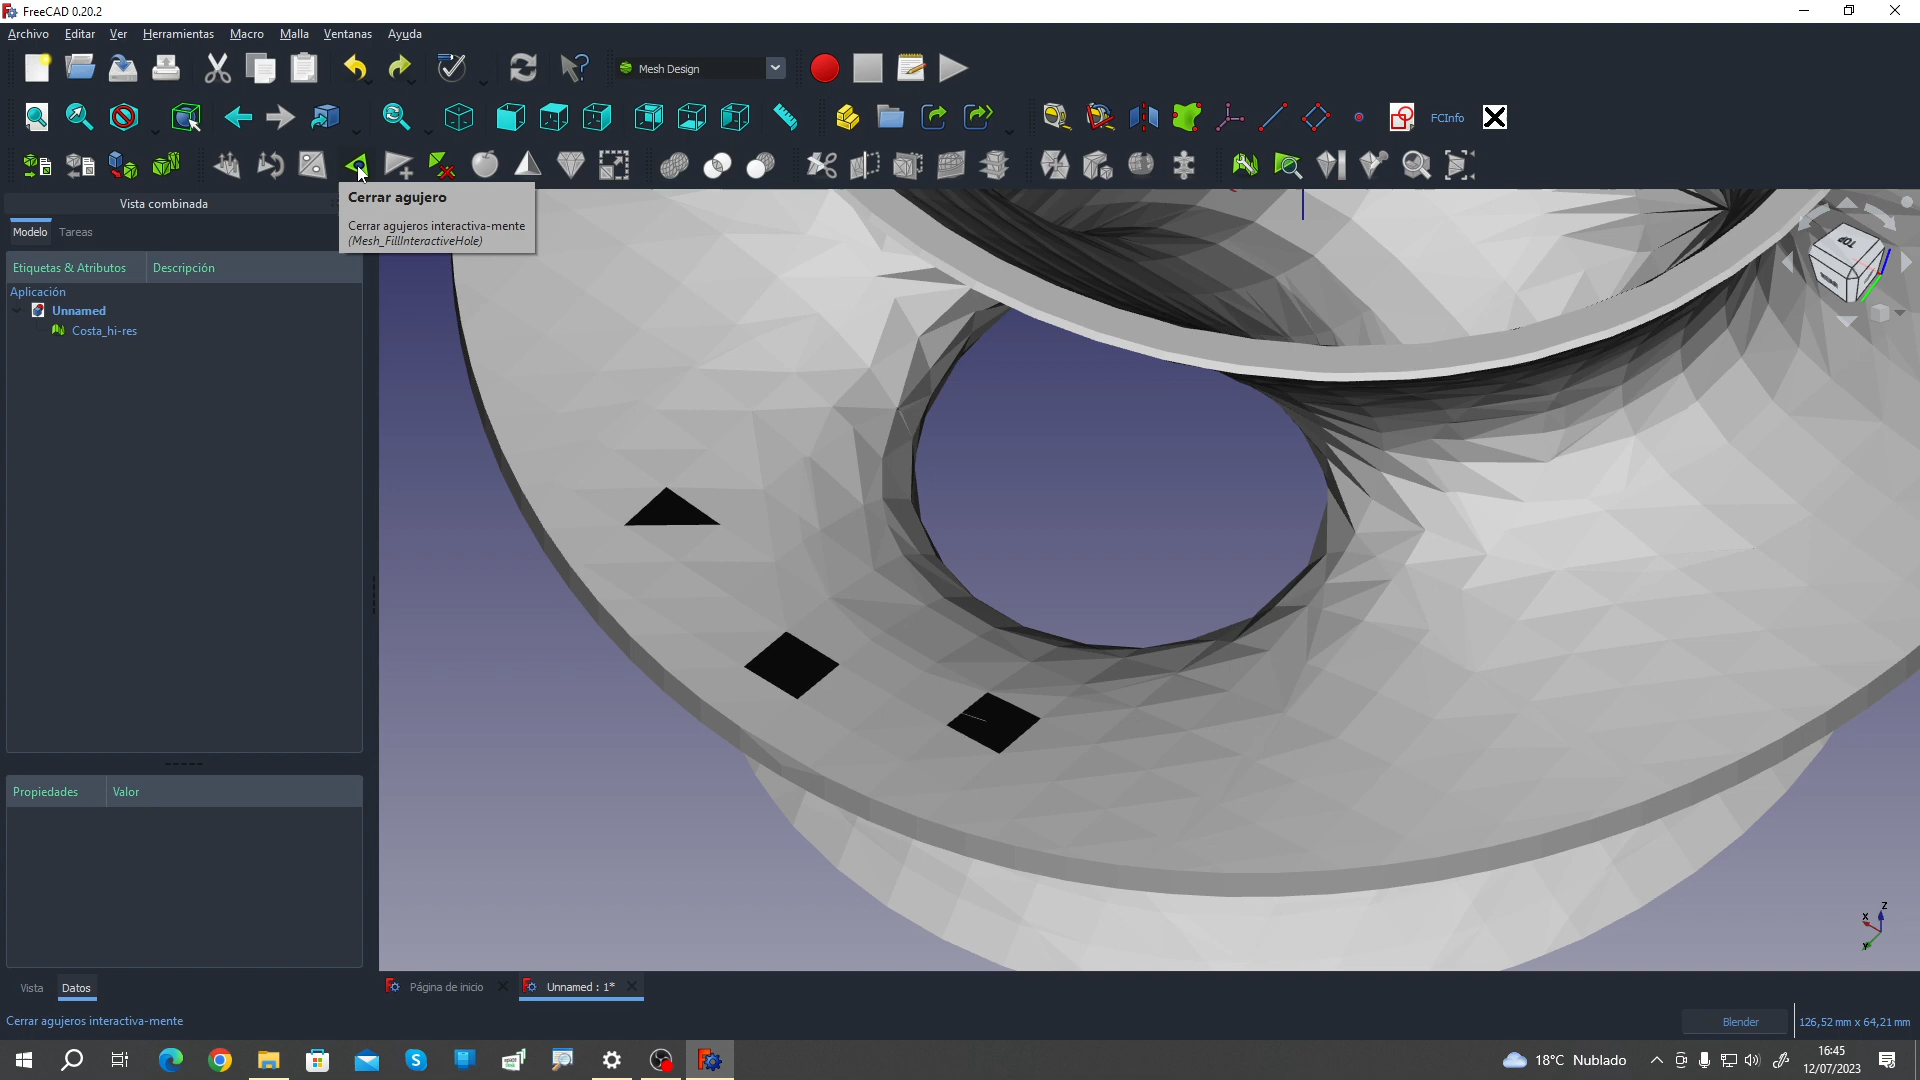 FreeCAD 0.20.2
Archivo Editar Ver Herramientas Macro Malla Ventanas Ayuda
Mesh Design
FCInfo
Vista combinada
Cerrar agujero
Cerrar agujeros interactiva-mente
(Mesh_FillInteractiveHole)
Modelo Tareas
Etiquetas & Atributos Descripción
Aplicación
Unnamed
Costa_hi-res
TOP
Propiedades Valor
Z
X
Y
Vista Datos
Página de inicio Unnamed : 1*
Cerrar agujeros interactiva-mente
Blender 126,52 mm x 64,21 mm
18°C Nublado
16:45
12/07/2023